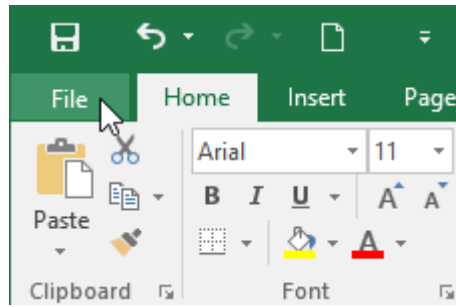 File Home Insert Page
Arial 11
B I U A A
Paste
A
Clipboard Font